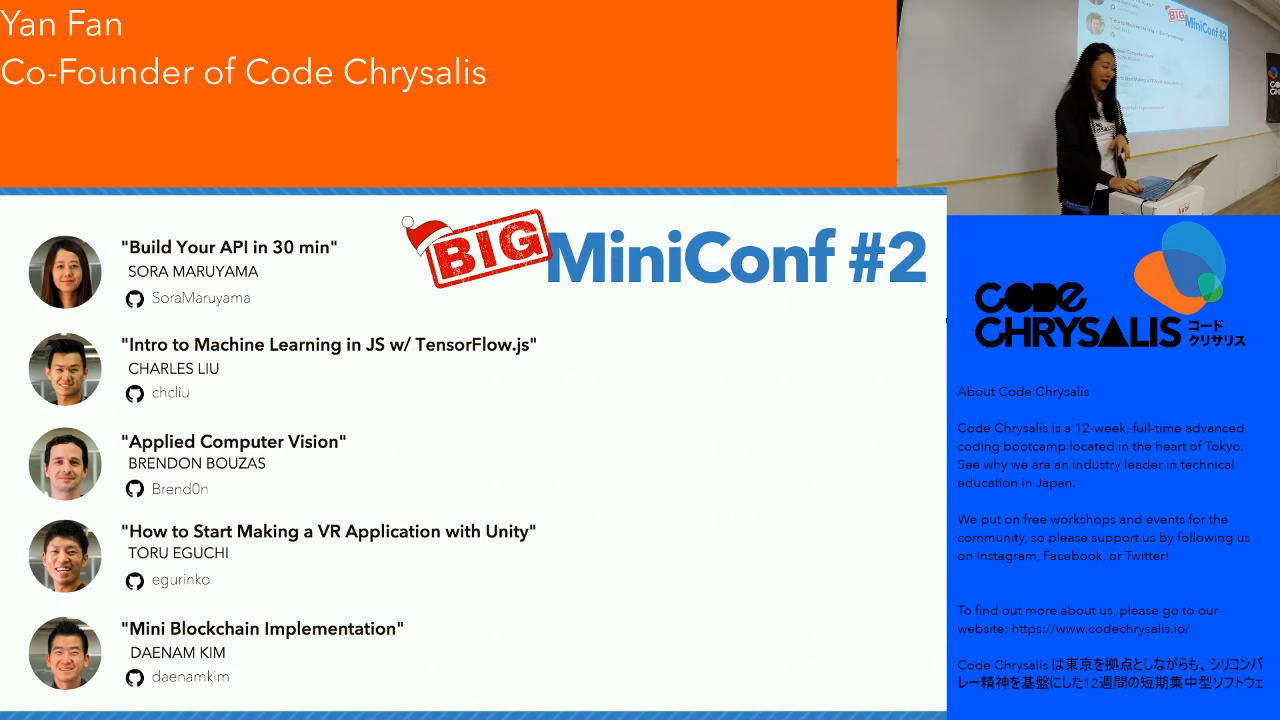 Yan Fan
Co-Founder of Code Chrysalis
BIG MiniConf #2
"Build Your API in 30 min"
SORA MARUYAMA
SoraMaruyama
"Intro to Machine Learning in JS w/ TensorFlow.js"
CHARLES LIU
chcliu
"Applied Computer Vision"
BRENDON BOUZAS
Brend0n
"How to Start Making a VR Application with Unity"
TORU EGUCHI
egurinko
"Mini Blockchain Implementation"
DAENAM KIM
daenamkim
BIG MiniConf #2
CODE
CHRYSALIS コード
クリサリス
About Code Chrysalis
Code Chrysalis is a 12-week, full-time advanced
coding bootcamp located in the heart of Tokyo.
See why we are an industry leader in technical
education in Japan.
We put on free workshops and events for the
community, so please support us by following us
on Instagram, Facebook, or Twitter!
To find out more about us, please go to our
website: https://www.codechrysalis.io/
Code Chrysalis は東京を拠点としながらも、シリコンバ
レー精神を基盤にした12週間の短期集中型ソフトウェ